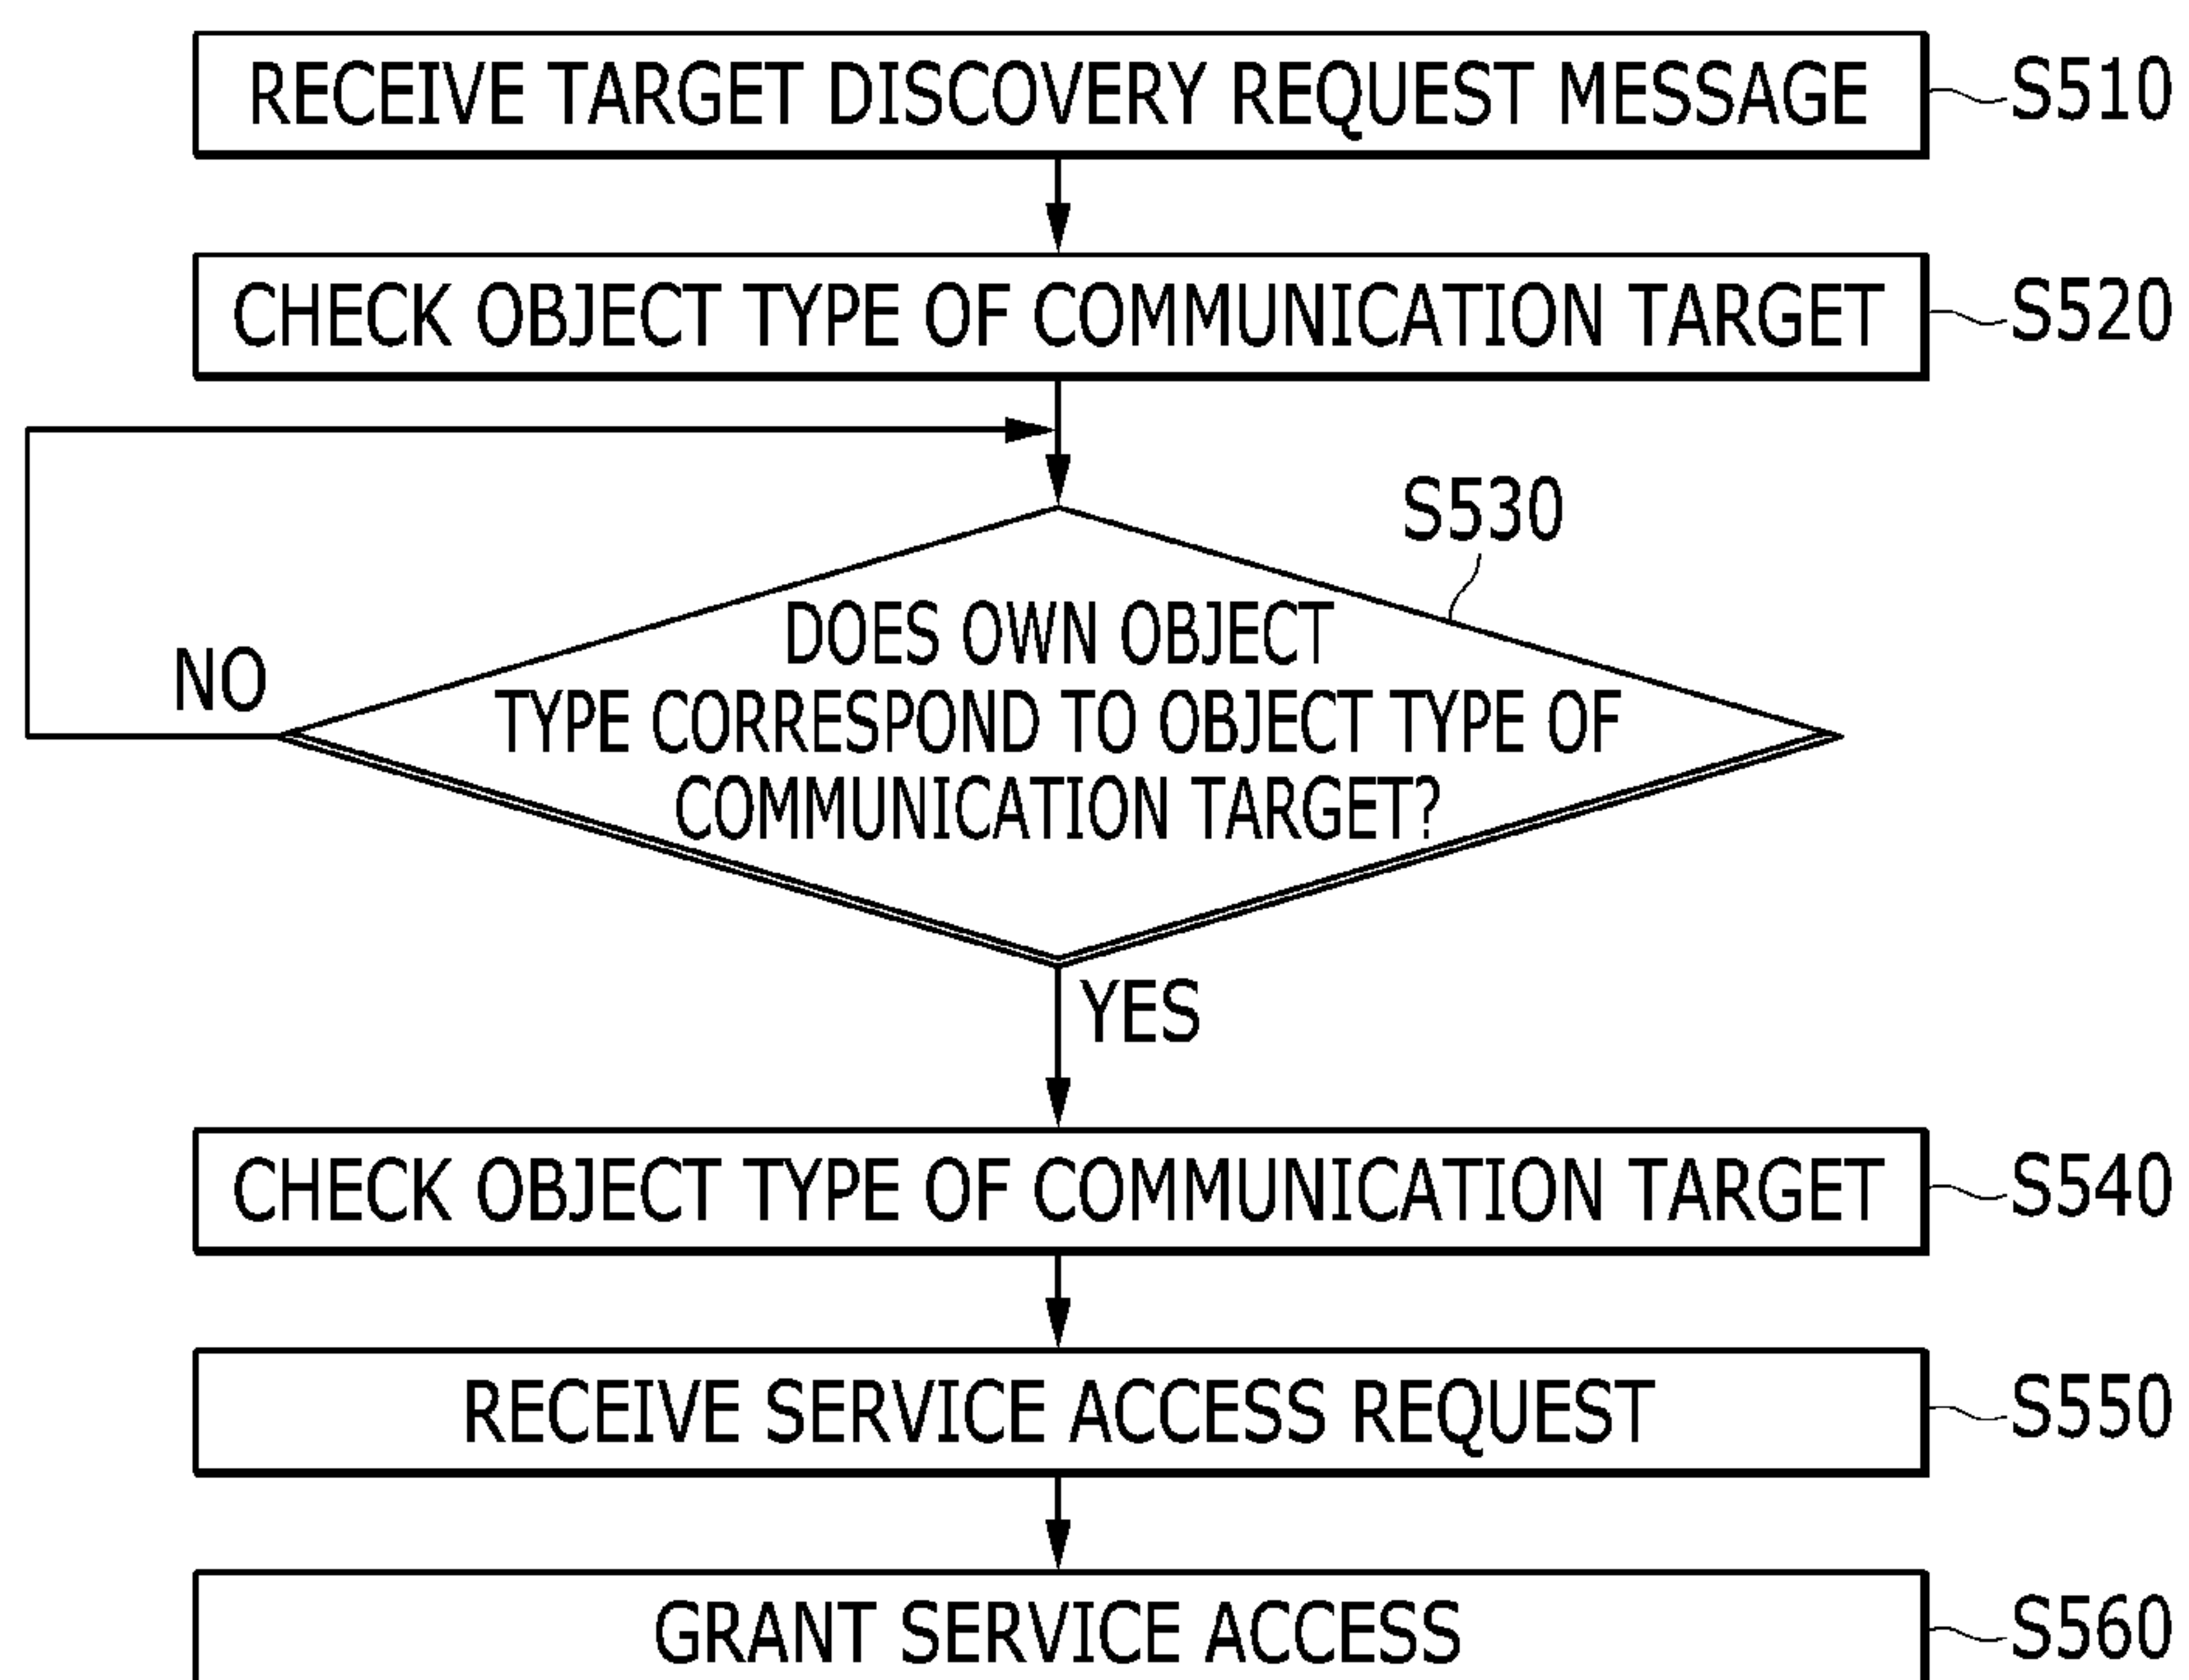 RECEIVE TARGET DISCOVERY REQUEST MESSAGE
S510
CHECK OBJECT TYPE OF COMMUNICATION TARGET
S520
S530
DOES OWN OBJECT
TYPE CORRESPOND TO OBJECT TYPE OF
COMMUNICATION TARGET?
NO
YES
CHECK OBJECT TYPE OF COMMUNICATION TARGET
S540
RECEIVE SERVICE ACCESS REQUEST
S550
GRANT SERVICE ACCESS
S560